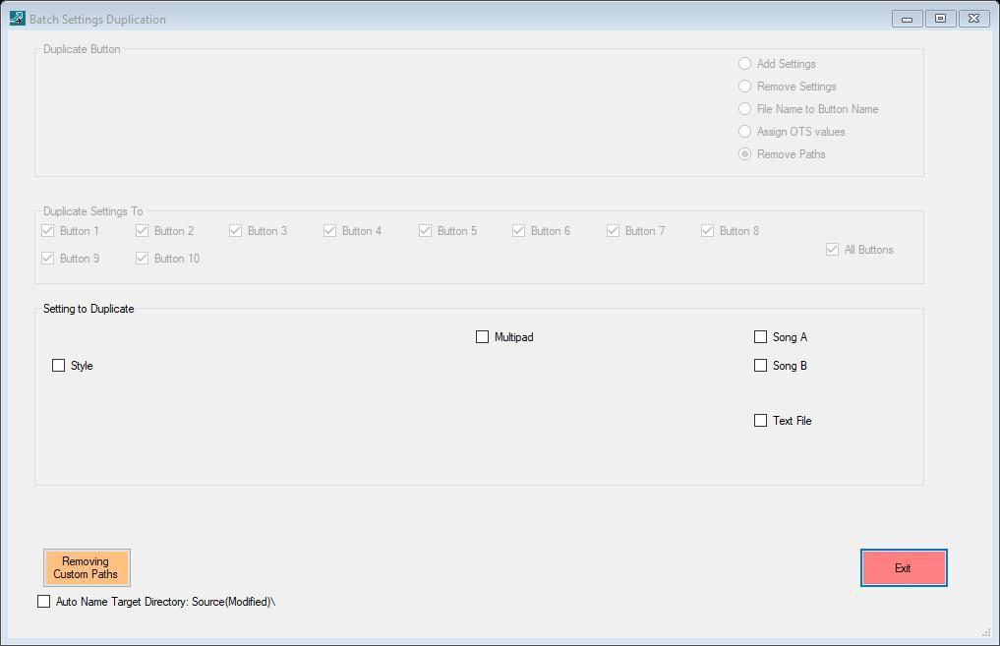 Batch Settings Duplication
Duplicate Button
Add Settings
Remove Settings
File Name to Button Name
Assign OTS values
Remove Paths
Duplicate Settings To
Button 1 Button 2 Button 3 Button 4 Button 5 Button 6 Button 7 Button 8
All Buttons
Button 9 Button 10
Setting to Duplicate
Multipad Song A
Style Song B
Text File
Removing
Custom Paths
Exit
Auto Name Target Directory: Source(Modified)\